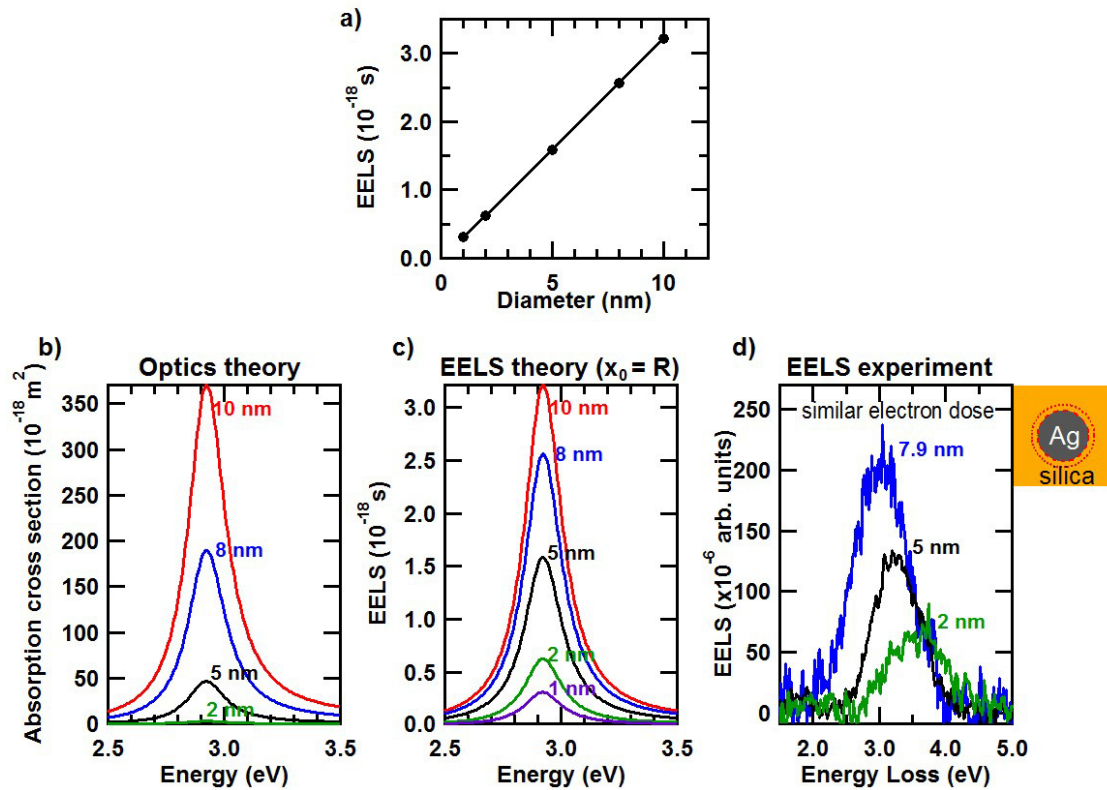 a)
EELS (10⁻¹⁸ s)
3.0
2.0
1.0
0.0
0 5 10
Diameter (nm)
b)
Optics theory
Absorption cross section (10⁻¹⁸ m²)
350
300
250
200
150
100
50
0
10 nm
8 nm
5 nm
2 nm
2.5 3.0 3.5
Energy (eV)
c)
EELS theory (x₀ = R)
EELS (10⁻¹⁸ s)
3.0
2.5
2.0
1.5
1.0
0.5
0.0
10 nm
8 nm
5 nm
2 nm
1 nm
2.5 3.0 3.5
Energy (eV)
d)
EELS experiment
EELS (x10⁻⁶ arb. units)
250
200
150
100
50
0
similar electron dose
7.9 nm
5 nm
2 nm
2.0 3.0 4.0 5.0
Energy Loss (eV)
Ag
silica